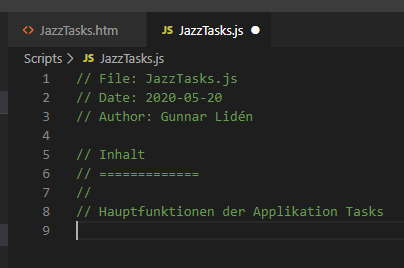 <> JazzTasks.htm JS JazzTasks.js ●
Scripts > JS JazzTasks.js
1 // File: JazzTasks.js
2 // Date: 2020-05-20
3 // Author: Gunnar Lidén
4
5 // Inhalt
6 // =============
7 //
8 // Hauptfunktionen der Applikation Tasks
9